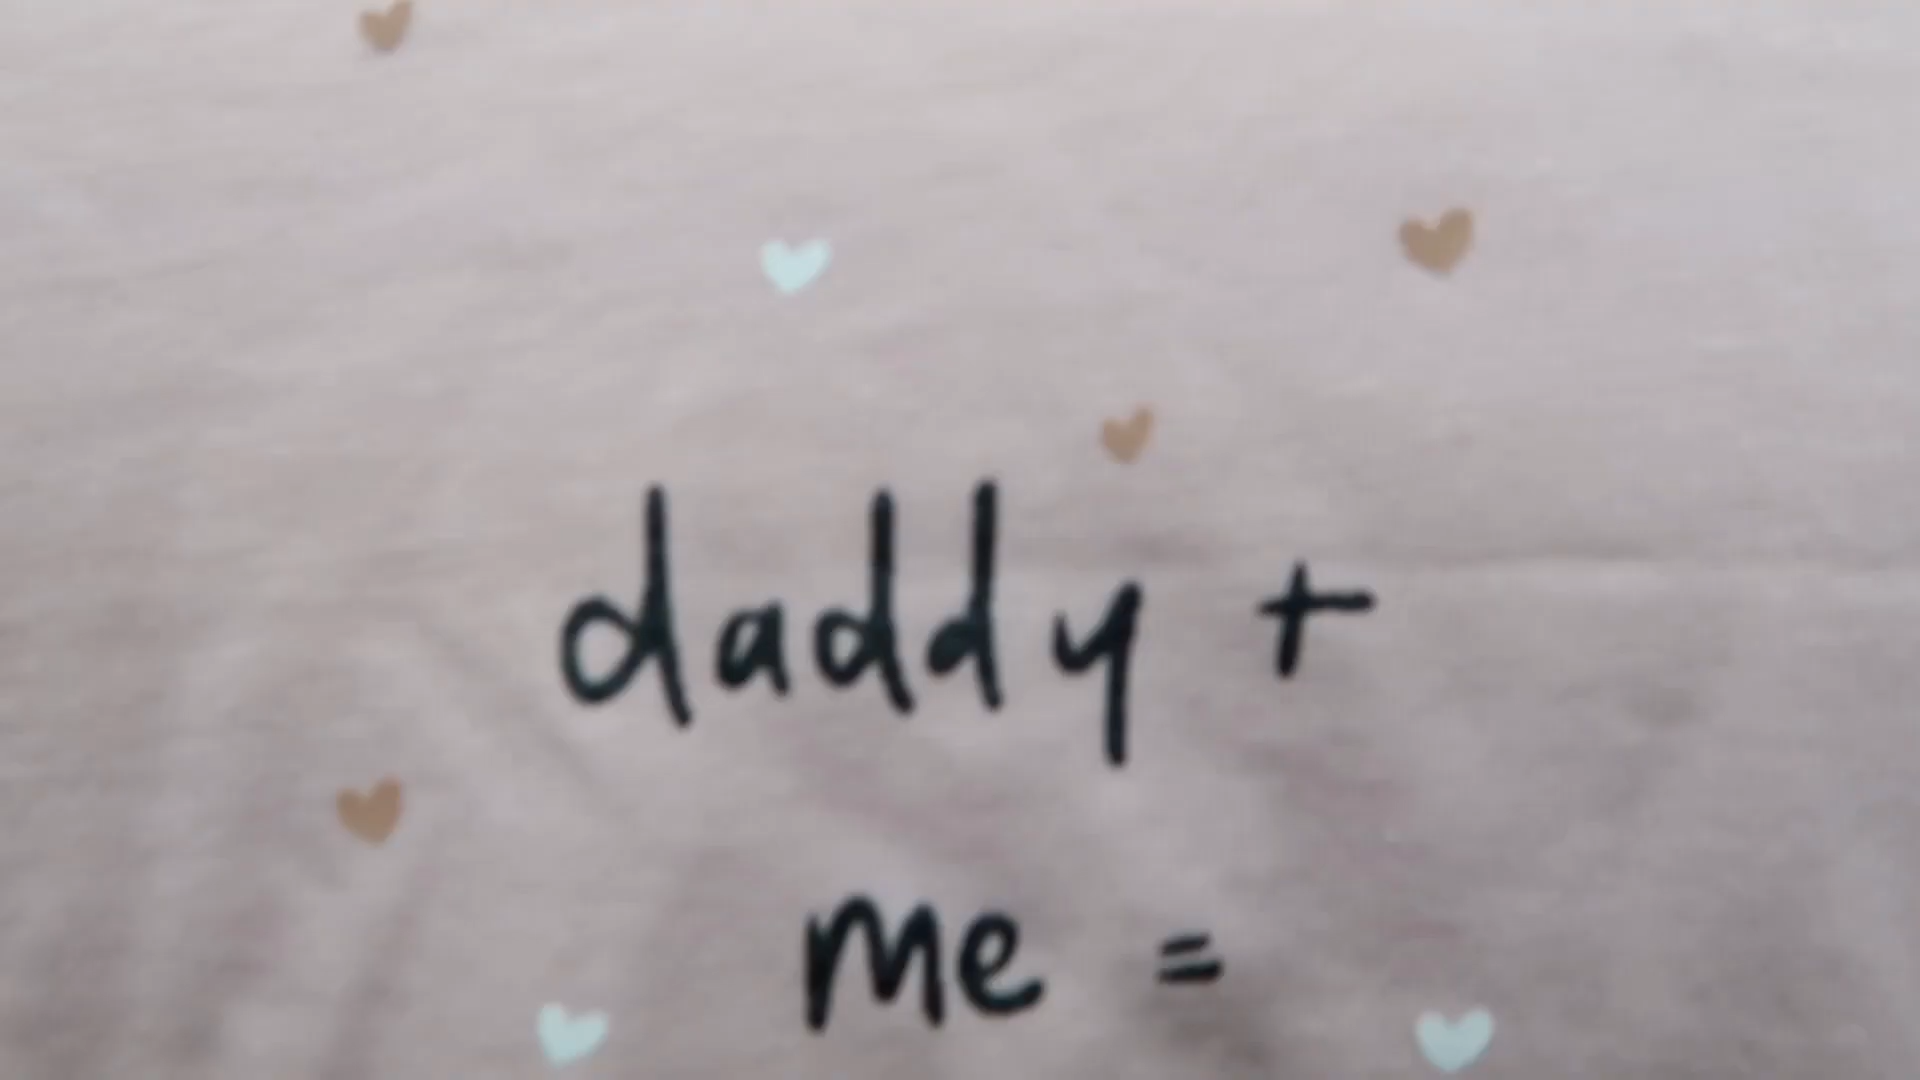 daddy +
me =